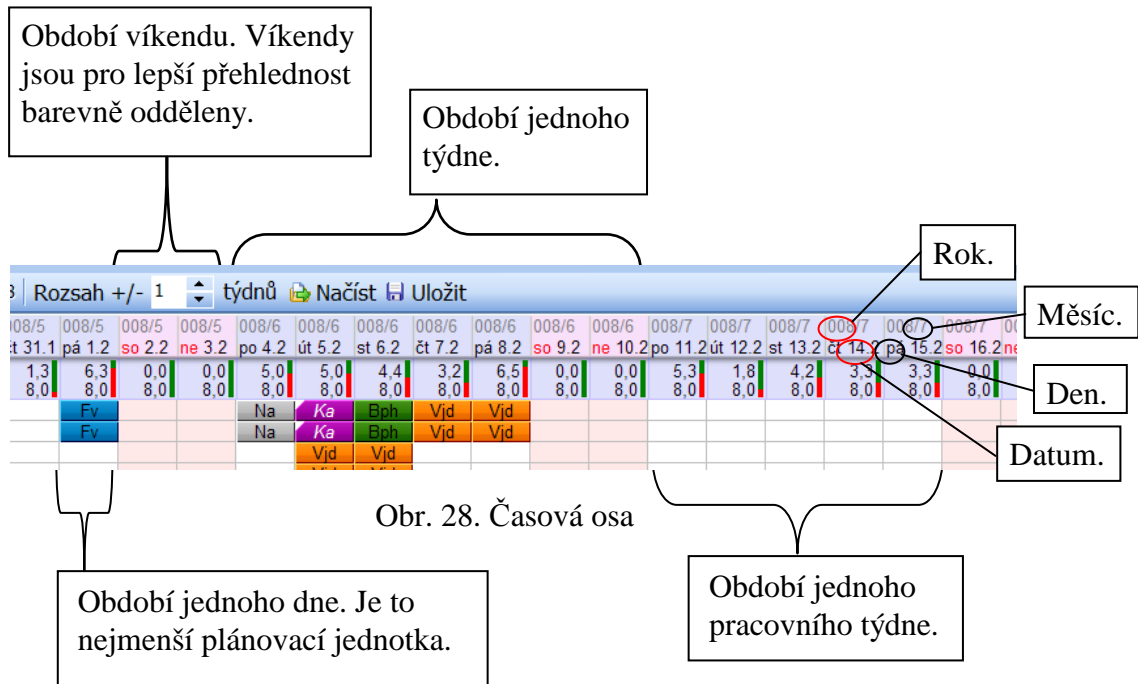 Období víkendu. Víkendy
jsou pro lepší přehlednost
barevně odděleny.
Období jednoho
týdne.
Rok.
Měsíc.
Den.
Datum.
Rozsah +/- 1 týdnů Načíst Uložit
008/5 008/5 008/5 008/5 008/6 008/6 008/6 008/6 008/6 008/6 008/6 008/7 008/7 008/7 008/7 008/7 008/7
čt 31.1 pá 1.2 so 2.2 ne 3.2 po 4.2 út 5.2 st 6.2 čt 7.2 pá 8.2 so 9.2 ne 10.2 po 11.2 út 12.2 st 13.2 čt 14.2 pá 15.2 so 16.2 ne
1,3 6,3 0,0 0,0 5,0 5,0 4,4 3,2 6,5 0,0 0,0 5,3 1,8 4,2 3,3 3,3 0,0
8,0 8,0 8,0 8,0 8,0 8,0 8,0 8,0 8,0 8,0 8,0 8,0 8,0 8,0 8,0 8,0 8,0
Fv Na Ka Bph Vjd Vjd
Fv Na Ka Bph Vjd Vjd
Vjd Vjd
Obr. 28. Časová osa
Období jednoho dne. Je to
nejmenší plánovací jednotka.
Období jednoho
pracovního týdne.